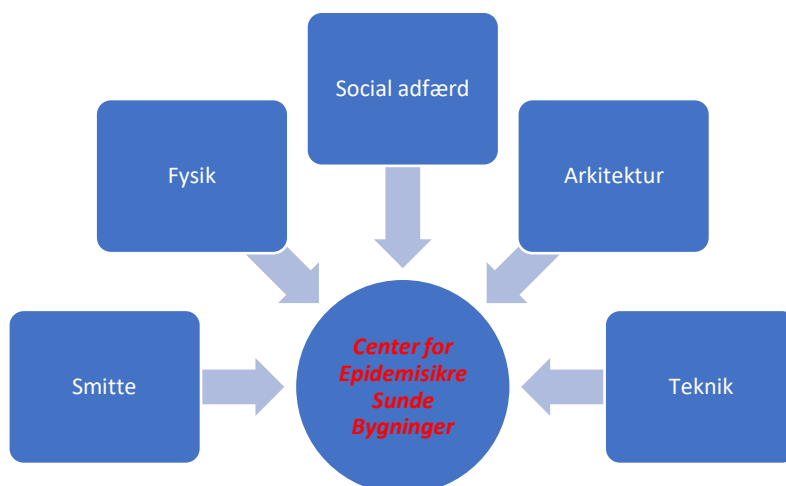 Social adfærd
Fysik
Arkitektur
Smitte
Center for
Epidemisikre
Sunde
Bygninger
Teknik